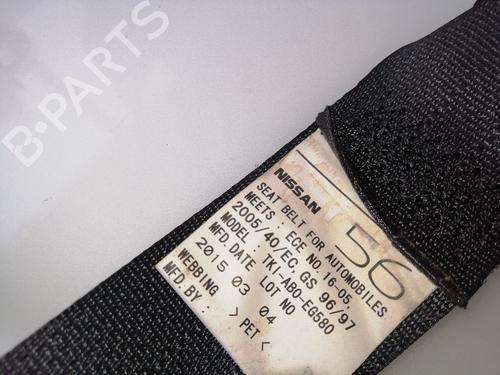 B-PARTS
NISSAN
56
SEAT BELT FOR AUTOMOBILES
MEETS : ECE NO. 16-05,
2005/40/EC, GS 96/97
MODEL : TKI-AB0-EG580
MFD. DATE LOT NO
2015 03 04
WEBBING > PET <
MFD. BY :